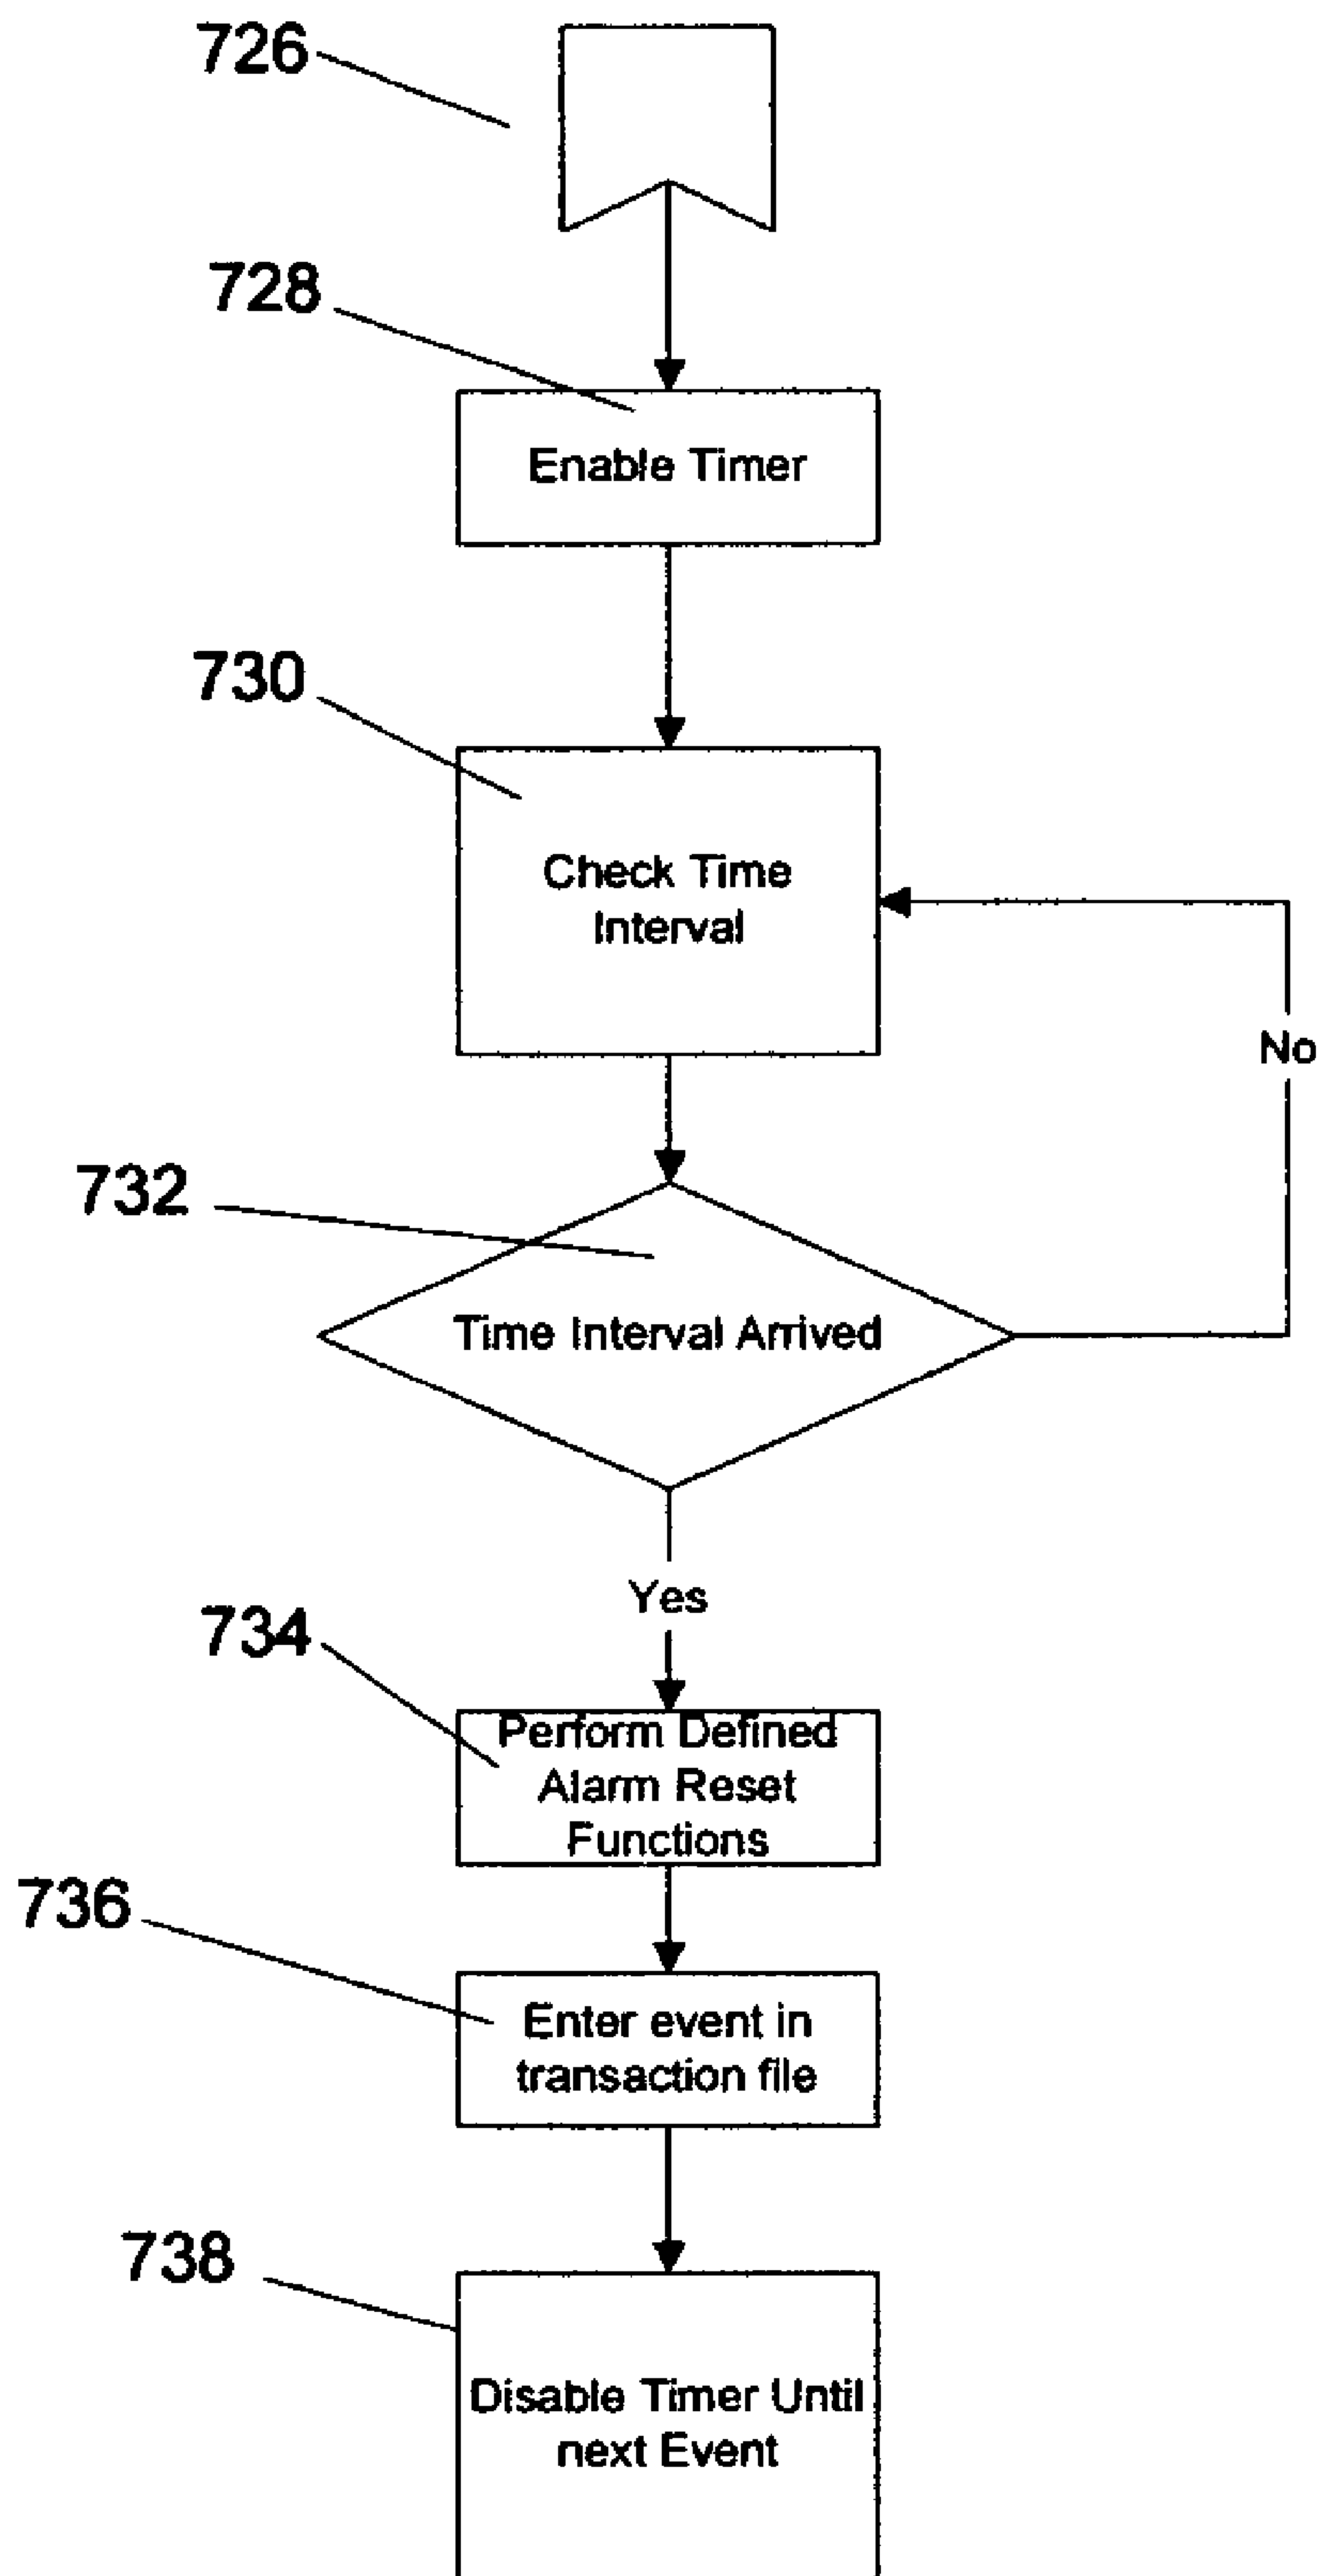 726
728
Enable Timer
730
Check Time
Interval
No
732
Time Interval Arrived
Yes
734
Perform Defined
Alarm Reset
Functions
736
Enter event in
transaction file
738
Disable Timer Until
next Event